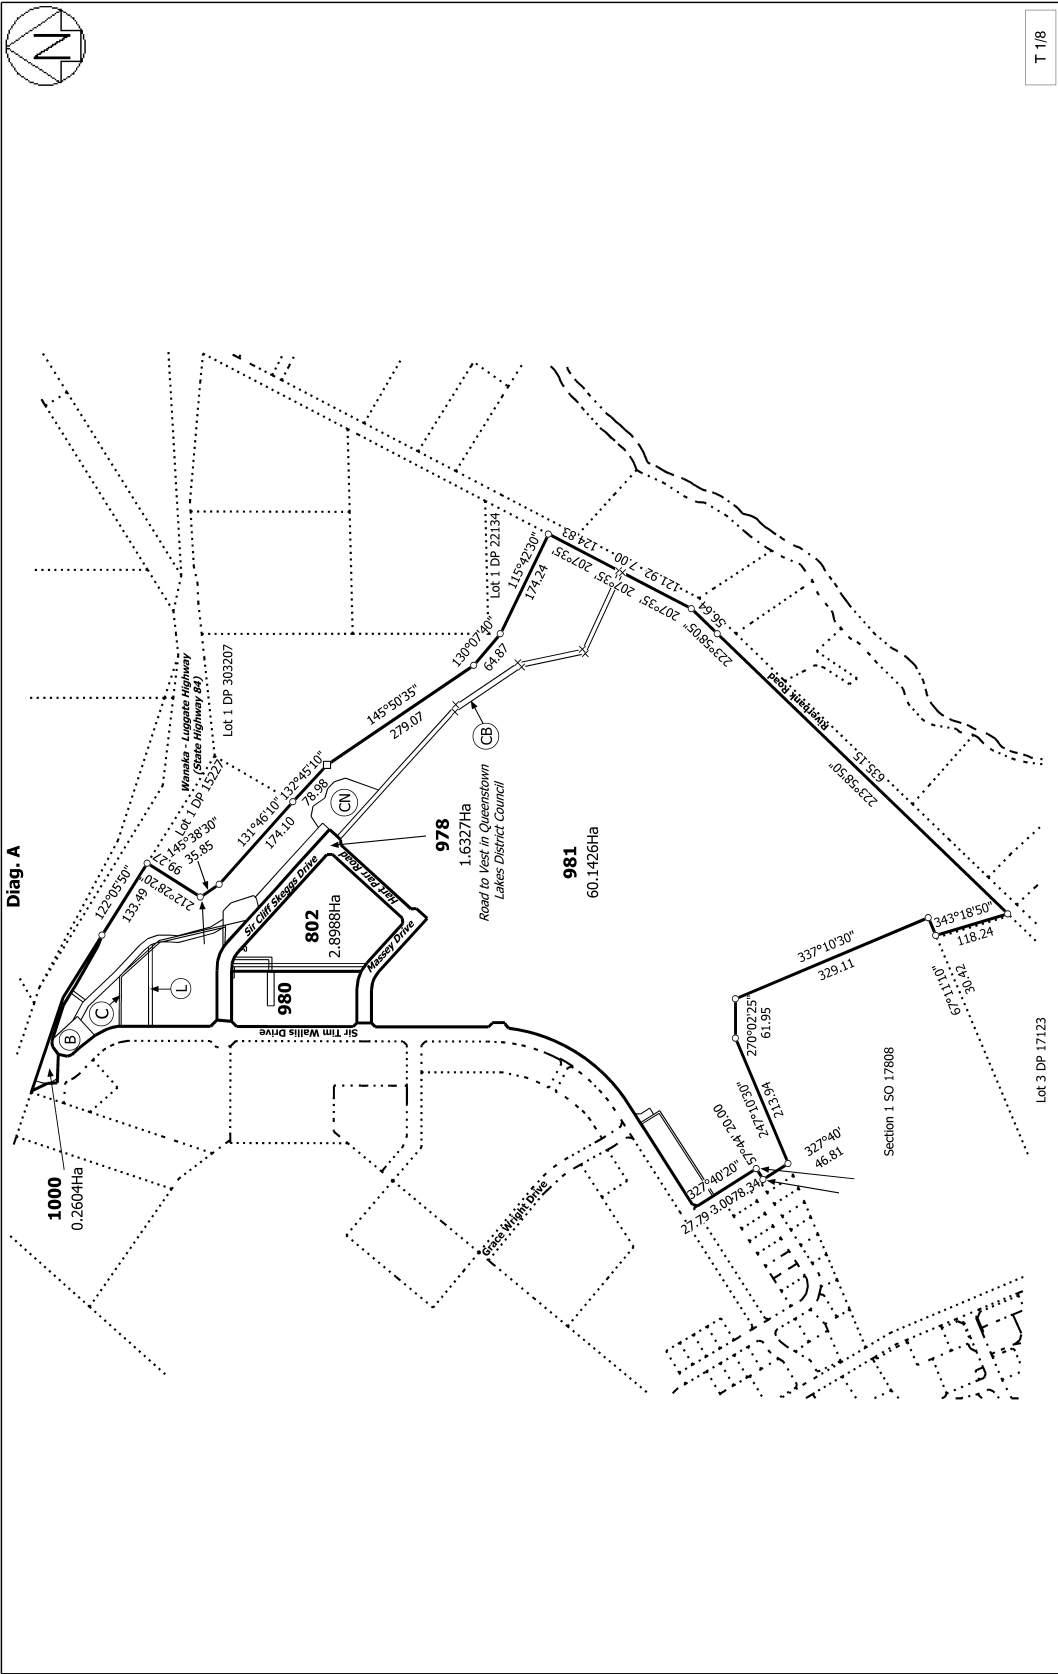 Diag. A
N
T 1/8
1000
0.2604Ha
B
C
L
122°05'50"
133.49
99.27
212°28'20"
145°38'30"
35.85
Lot 1 DP 15227
Wanaka - Luggate Highway
(State Highway 84)
Lot 1 DP 303207
131°46'10"
174.10
132°45'10"
78.98
CN
145°50'35"
279.07
130°07'40"
64.87
Lot 1 DP 22134
115°42'30"
174.24
124.83
207°35'
7.00
207°35'
121.92
207°35'
56.64
223°58'05"
Riverbank Road
635.15
223°58'50"
Sir Cliff Skeggs Drive
Hart Parr Road
Massey Drive
Sir Tim Wallis Drive
802
2.8988Ha
980
978
1.6327Ha
Road to Vest in Queenstown
Lakes District Council
CB
981
60.1426Ha
Grace Wright Drive
27.79
3.00
78.34
327°40'20"
57°44'
20.00
327°40'
46.81
247°10'30"
213.94
270°02'25"
61.95
337°10'30"
329.11
67°11'10"
30.42
343°18'50"
118.24
Section 1 SO 17808
Lot 3 DP 17123